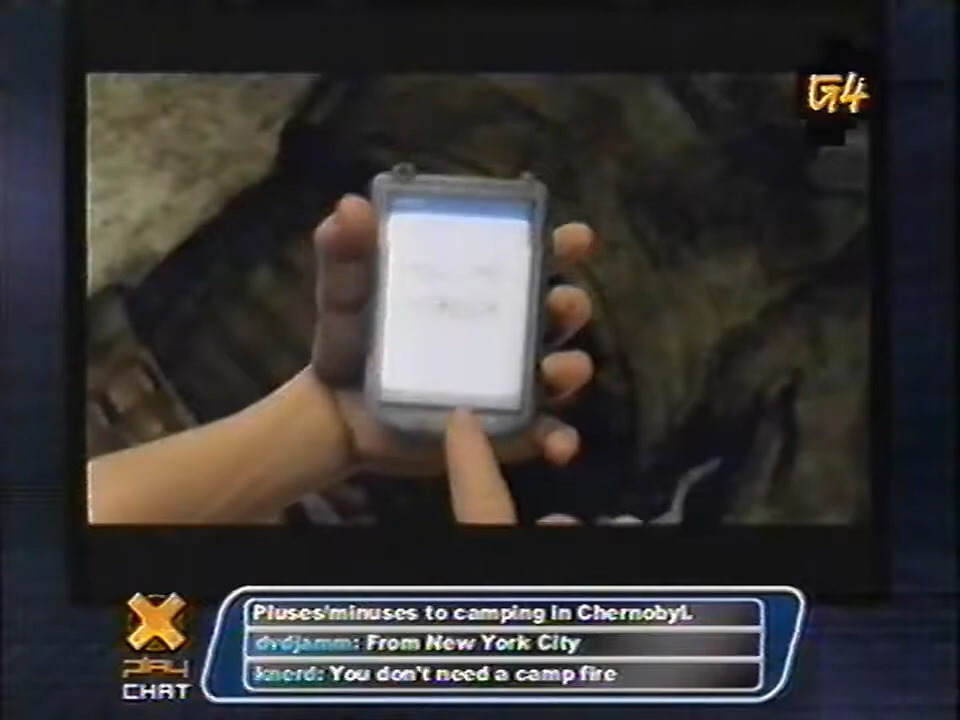 G4
Pluses/minuses to camping in Chernobyl.
dvdjamm: From New York City
knerd: You don't need a camp fire
play
CHAT